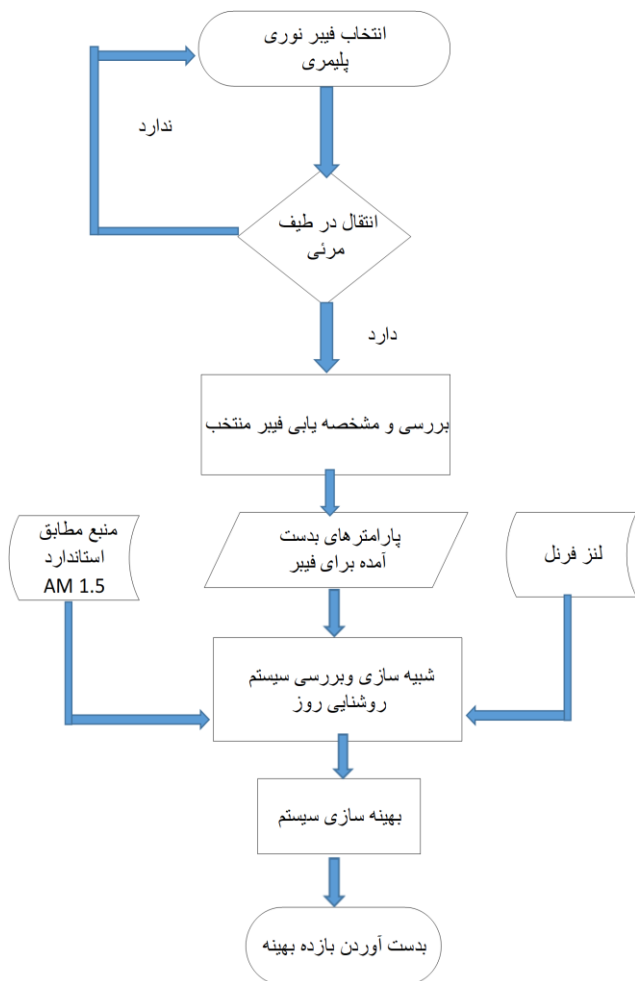 انتخاب فیبر نوری
پلیمری
ندارد
انتقال در طیف
مرئی
دارد
بررسی و مشخصه یابی فیبر منتخب
منبع مطابق
استاندارد
AM 1.5
پارامترهای بدست
آمده برای فیبر
لنز فرنل
شبیه سازی وبررسی سیستم
روشنایی روز
بهینه سازی سیستم
بدست آوردن بازده بهینه